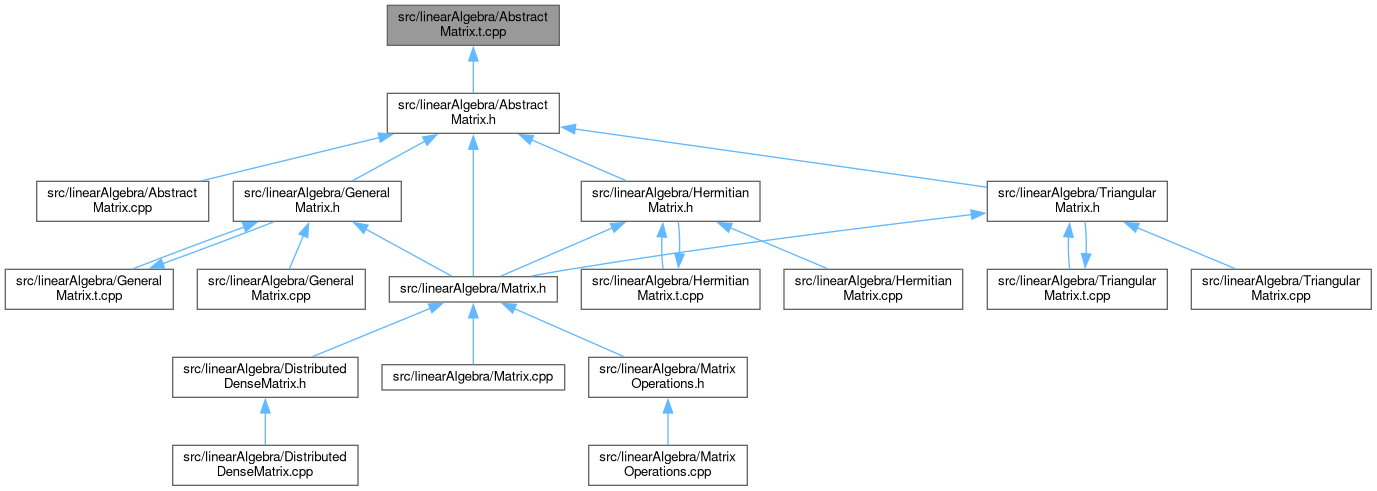 src/linearAlgebra/Abstract
Matrix.t.cpp
src/linearAlgebra/Abstract
Matrix.h
src/linearAlgebra/Abstract
Matrix.cpp
src/linearAlgebra/General
Matrix.h
src/linearAlgebra/Hermitian
Matrix.h
src/linearAlgebra/Triangular
Matrix.h
src/linearAlgebra/General
Matrix.t.cpp
src/linearAlgebra/General
Matrix.cpp
src/linearAlgebra/Matrix.h
src/linearAlgebra/Hermitian
Matrix.t.cpp
src/linearAlgebra/Hermitian
Matrix.cpp
src/linearAlgebra/Triangular
Matrix.t.cpp
src/linearAlgebra/Triangular
Matrix.cpp
src/linearAlgebra/Distributed
DenseMatrix.h
src/linearAlgebra/Matrix.cpp
src/linearAlgebra/Matrix
Operations.h
src/linearAlgebra/Distributed
DenseMatrix.cpp
src/linearAlgebra/Matrix
Operations.cpp